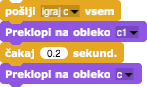 pošlji igraj c vsem
Preklopi na obleko c1
čakaj 0.2 sekund.
Preklopi na obleko c